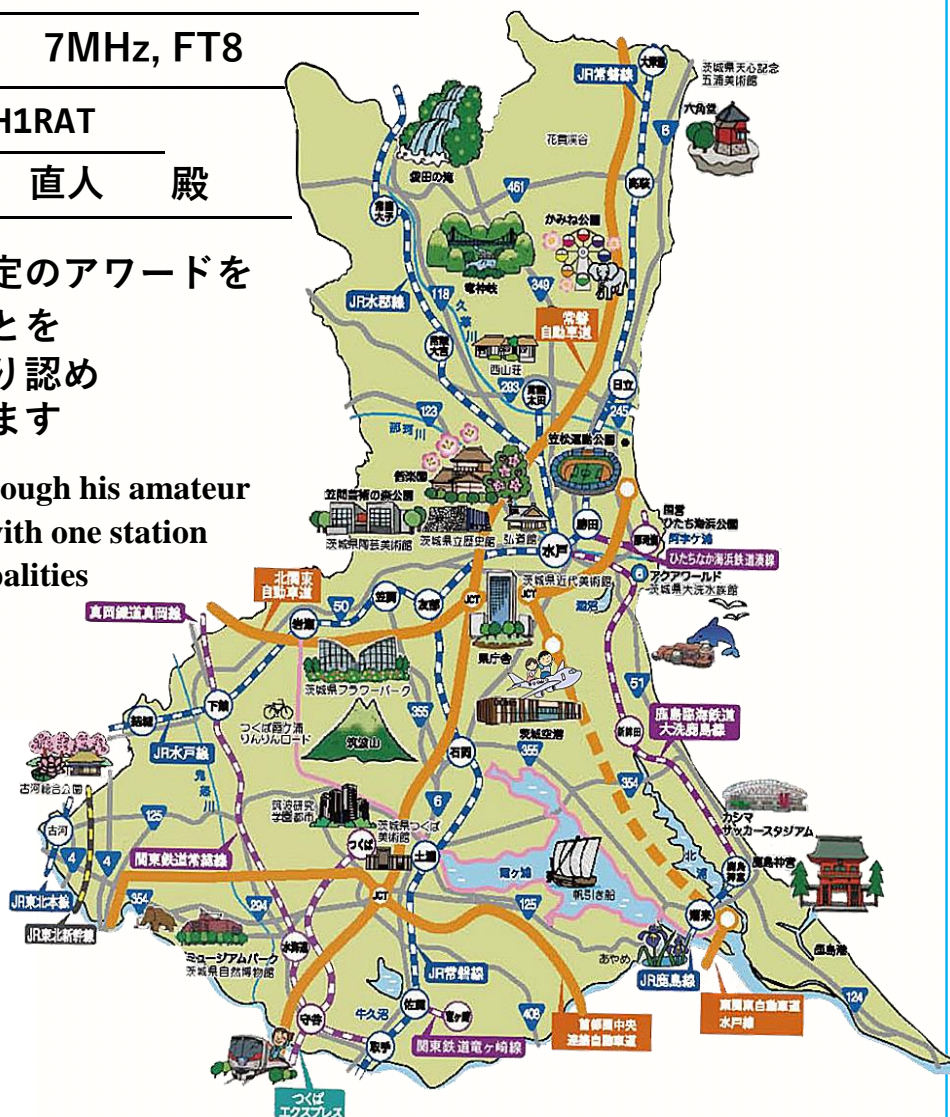 7MHz, FT8
H1RAT
直人 殿
定のアワードを
とを
り認め
ます
ough his amateur
with one station
palities
JR常磐線
大津港
茨城県天心記念
五浦美術館
六角堂
6
花貫渓谷
袋田の滝
461
高萩
常陸
大子
かみね公園
竜神峡
349
JR水郡線
118
久慈川
常磐
自動車道
常陸
大宮
西山荘
293
常陸
太田
日立
245
123
那珂川
笠松運動公園
偕楽園
笠間芸術の森公園
茨城県陶芸美術館
茨城県立歴史館
弘道館
勝田
国営
ひたち海浜公園
阿字ケ浦
那珂湊
水戸
ひたちなか海浜鉄道湊線
6
アクアワールド
茨城県大洗水族館
茨城県近代美術館
北関東
自動車道
50
笠間
友部
JCT
JCT
涸沼
真岡鐵道真岡線
岩瀬
県庁舎
茨城県フラワーパーク
51
下館
355
つくば霞ケ浦
りんりんロード
筑波山
茨城空港
鹿島臨海鉄道
大洗鹿島線
新鉾田
結城
JR水戸線
石岡
355
354
鬼怒川
古河総合公園
筑波研究
学園都市
6
茨城県つくば
美術館
カシマ
サッカースタジアム
125
古河
つくば
関東鉄道常総線
土浦
北浦
鹿島
神宮
鹿島神宮
4
4
霞ケ浦
帆引き船
JR東北本線
354
JCT
125
潮来
294
JR東北新幹線
水海道
あやめ
鹿島港
ミュージアムパーク
茨城県自然博物館
JR常磐線
JR鹿島線
東関東自動車道
水戸線
124
牛久沼
佐貫
竜ケ崎
守谷
408
首都圏中央
連絡自動車道
取手
関東鉄道竜ヶ崎線
つくば
エクスプレス